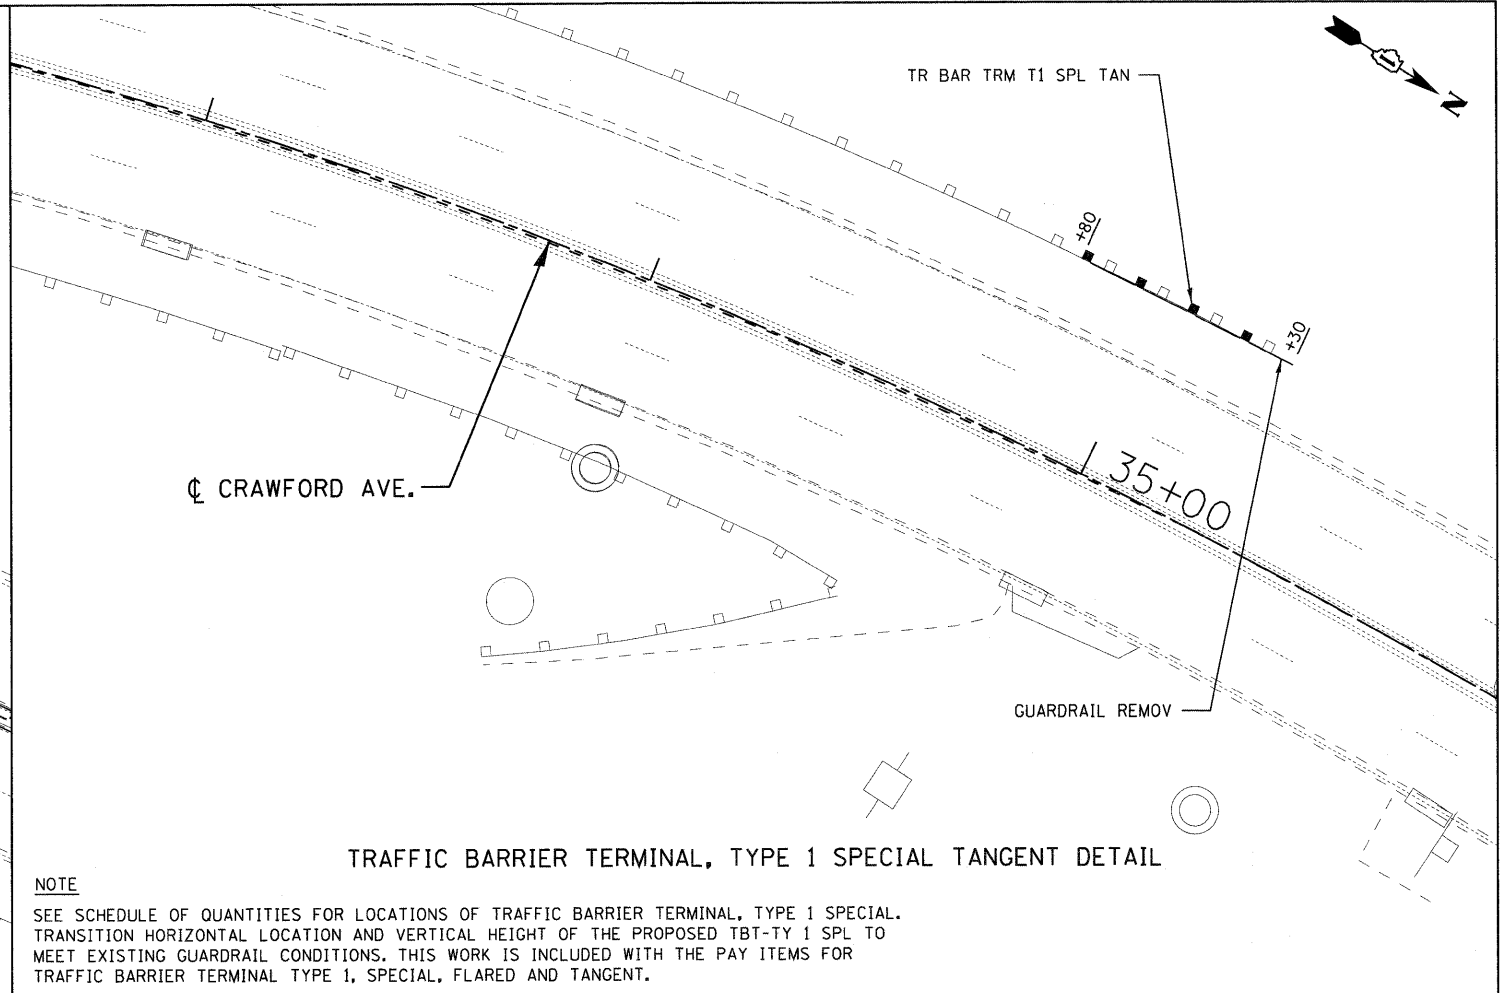 N
TR BAR TRM T1 SPL TAN
+80
+30
℄ CRAWFORD AVE.
35+00
GUARDRAIL REMOV
TRAFFIC BARRIER TERMINAL, TYPE 1 SPECIAL TANGENT DETAIL
NOTE
SEE SCHEDULE OF QUANTITIES FOR LOCATIONS OF TRAFFIC BARRIER TERMINAL, TYPE 1 SPECIAL.
TRANSITION HORIZONTAL LOCATION AND VERTICAL HEIGHT OF THE PROPOSED TBT-TY 1 SPL TO
MEET EXISTING GUARDRAIL CONDITIONS. THIS WORK IS INCLUDED WITH THE PAY ITEMS FOR
TRAFFIC BARRIER TERMINAL TYPE 1, SPECIAL, FLARED AND TANGENT.